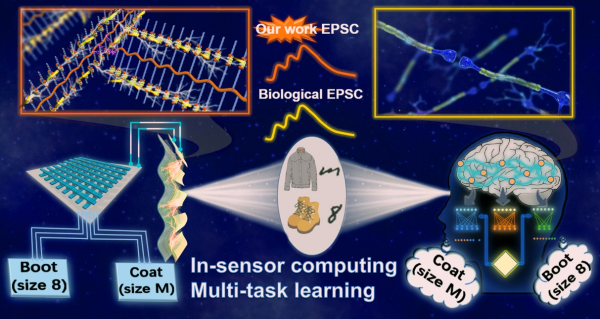 Our work EPSC
Biological EPSC
m
8
Boot
(size 8)
Coat
(size M)
In-sensor computing
Multi-task learning
Coat
(size M)
Boot
(size 8)